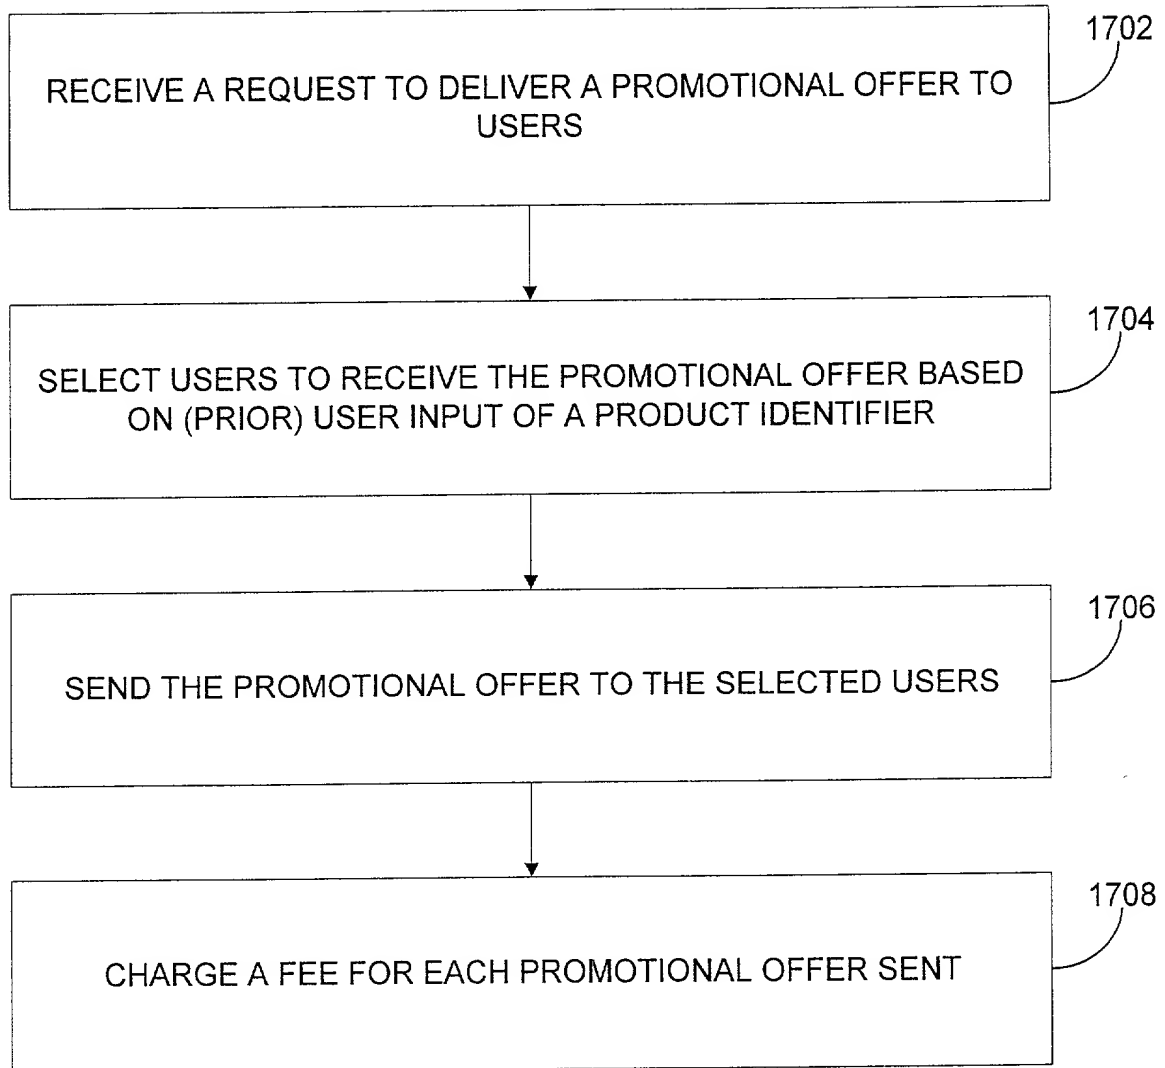 1702
RECEIVE A REQUEST TO DELIVER A PROMOTIONAL OFFER TO
USERS
1704
SELECT USERS TO RECEIVE THE PROMOTIONAL OFFER BASED
ON (PRIOR) USER INPUT OF A PRODUCT IDENTIFIER
1706
SEND THE PROMOTIONAL OFFER TO THE SELECTED USERS
1708
CHARGE A FEE FOR EACH PROMOTIONAL OFFER SENT